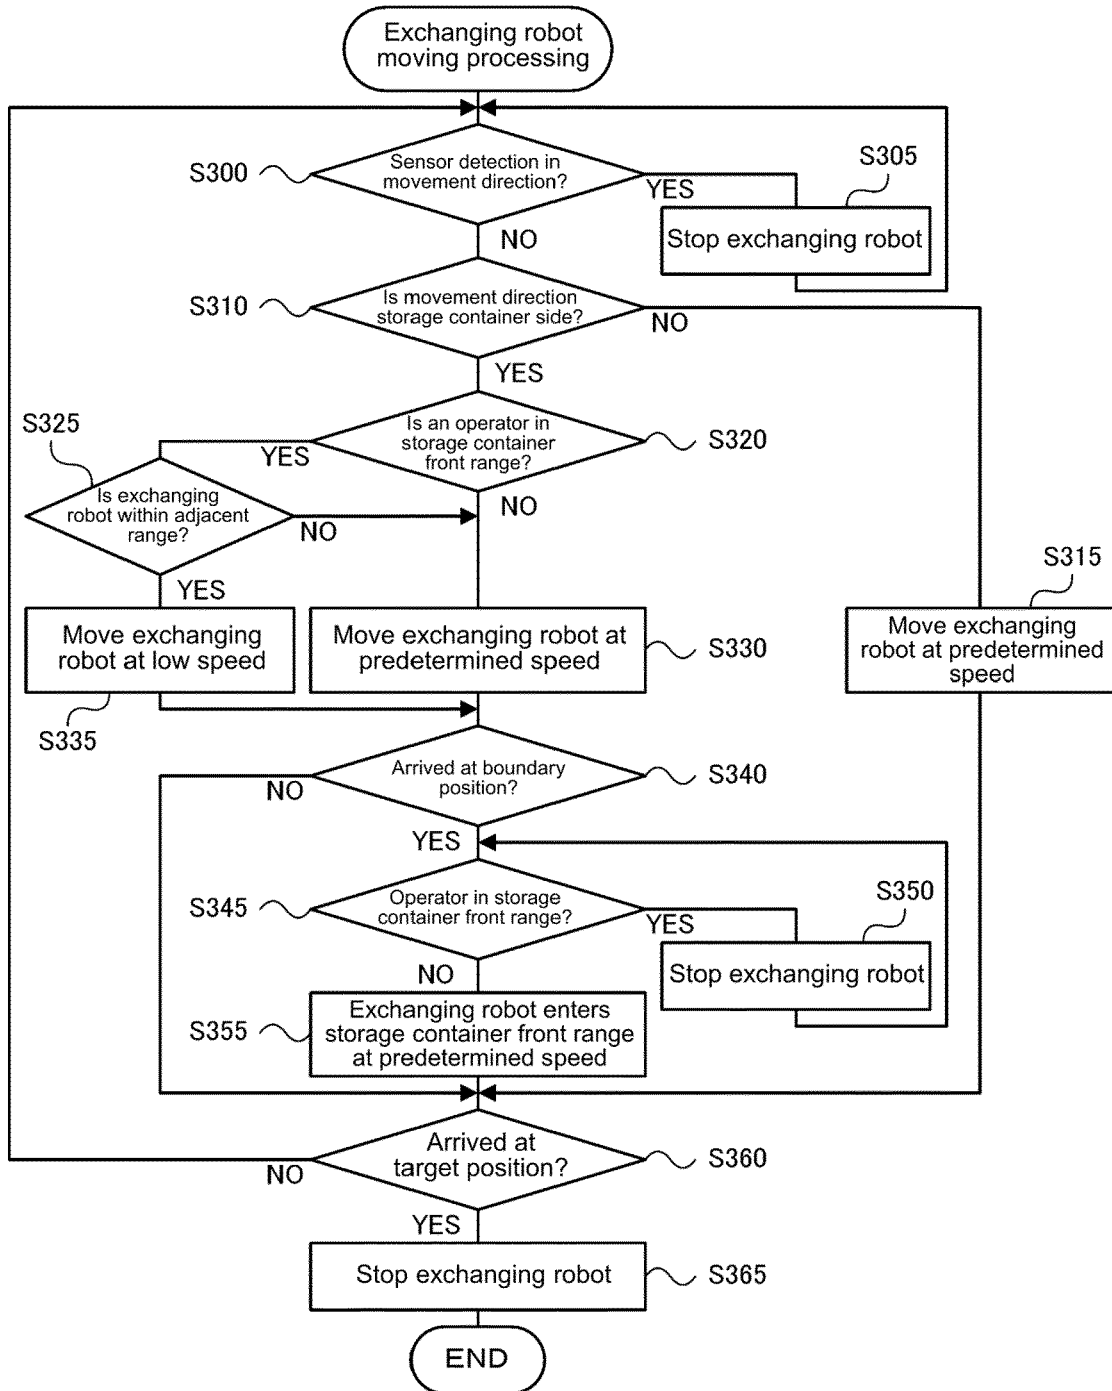 Exchanging robot
moving processing
S300
Sensor detection in
movement direction?
YES
S305
Stop exchanging robot
NO
S310
Is movement direction
storage container side?
NO
YES
S325
Is an operator in
storage container
front range?
S320
YES
NO
Is exchanging
robot within adjacent
range?
NO
YES
S315
Move exchanging
robot at low speed
Move exchanging robot at
predetermined speed
S330
Move exchanging
robot at predetermined
speed
S335
Arrived at boundary
position?
S340
NO
YES
S345
Operator in storage
container front range?
YES
S350
Stop exchanging robot
NO
S355
Exchanging robot enters
storage container front range
at predetermined speed
Arrived at
target position?
S360
NO
YES
Stop exchanging robot
S365
END